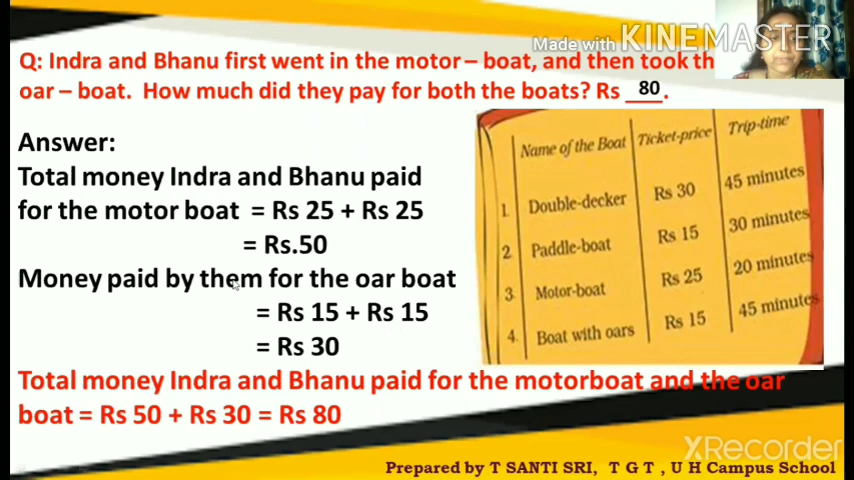 Made with KINEMASTER
Q: Indra and Bhanu first went in the motor – boat, and then took th
oar – boat. How much did they pay for both the boats? Rs ___80.
Answer:
Total money Indra and Bhanu paid
for the motor boat = Rs 25 + Rs 25
= Rs.50
Money paid by them for the oar boat
= Rs 15 + Rs 15
= Rs 30
Total money Indra and Bhanu paid for the motorboat and the oar
boat = Rs 50 + Rs 30 = Rs 80
Name of the Boat Ticket-price Trip-time
1. Double-decker Rs 30 45 minutes
2. Paddle-boat Rs 15 30 minutes
3. Motor-boat Rs 25 20 minutes
4. Boat with oars Rs 15 45 minutes
XRecorder
Prepared by T SANTI SRI, T G T , U H Campus School